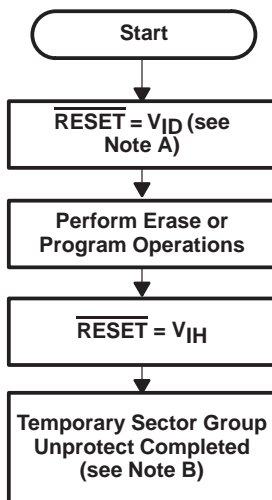 Start
RESET = VID (see
Note A)
Perform Erase or
Program Operations
RESET = VIH
Temporary Sector Group
Unprotect Completed
(see Note B)